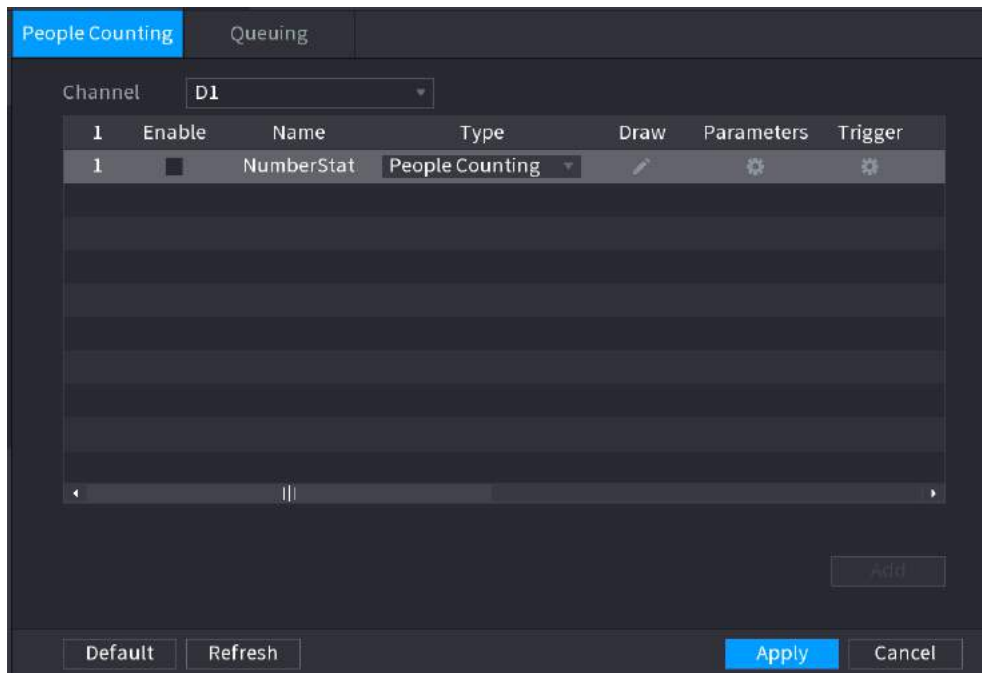 People Counting Queuing
Channel D1
1 Enable Name Type Draw Parameters Trigger
1 NumberStat People Counting
Add
Default Refresh Apply Cancel